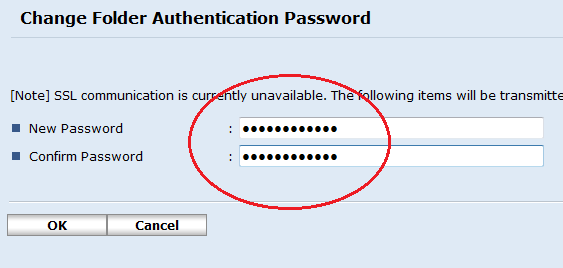 Change Folder Authentication Password
[Note] SSL communication is currently unavailable. The following items will be transmitte
New Password : ●●●●●●●●●●●●
Confirm Password : ●●●●●●●●●●●●
OK Cancel